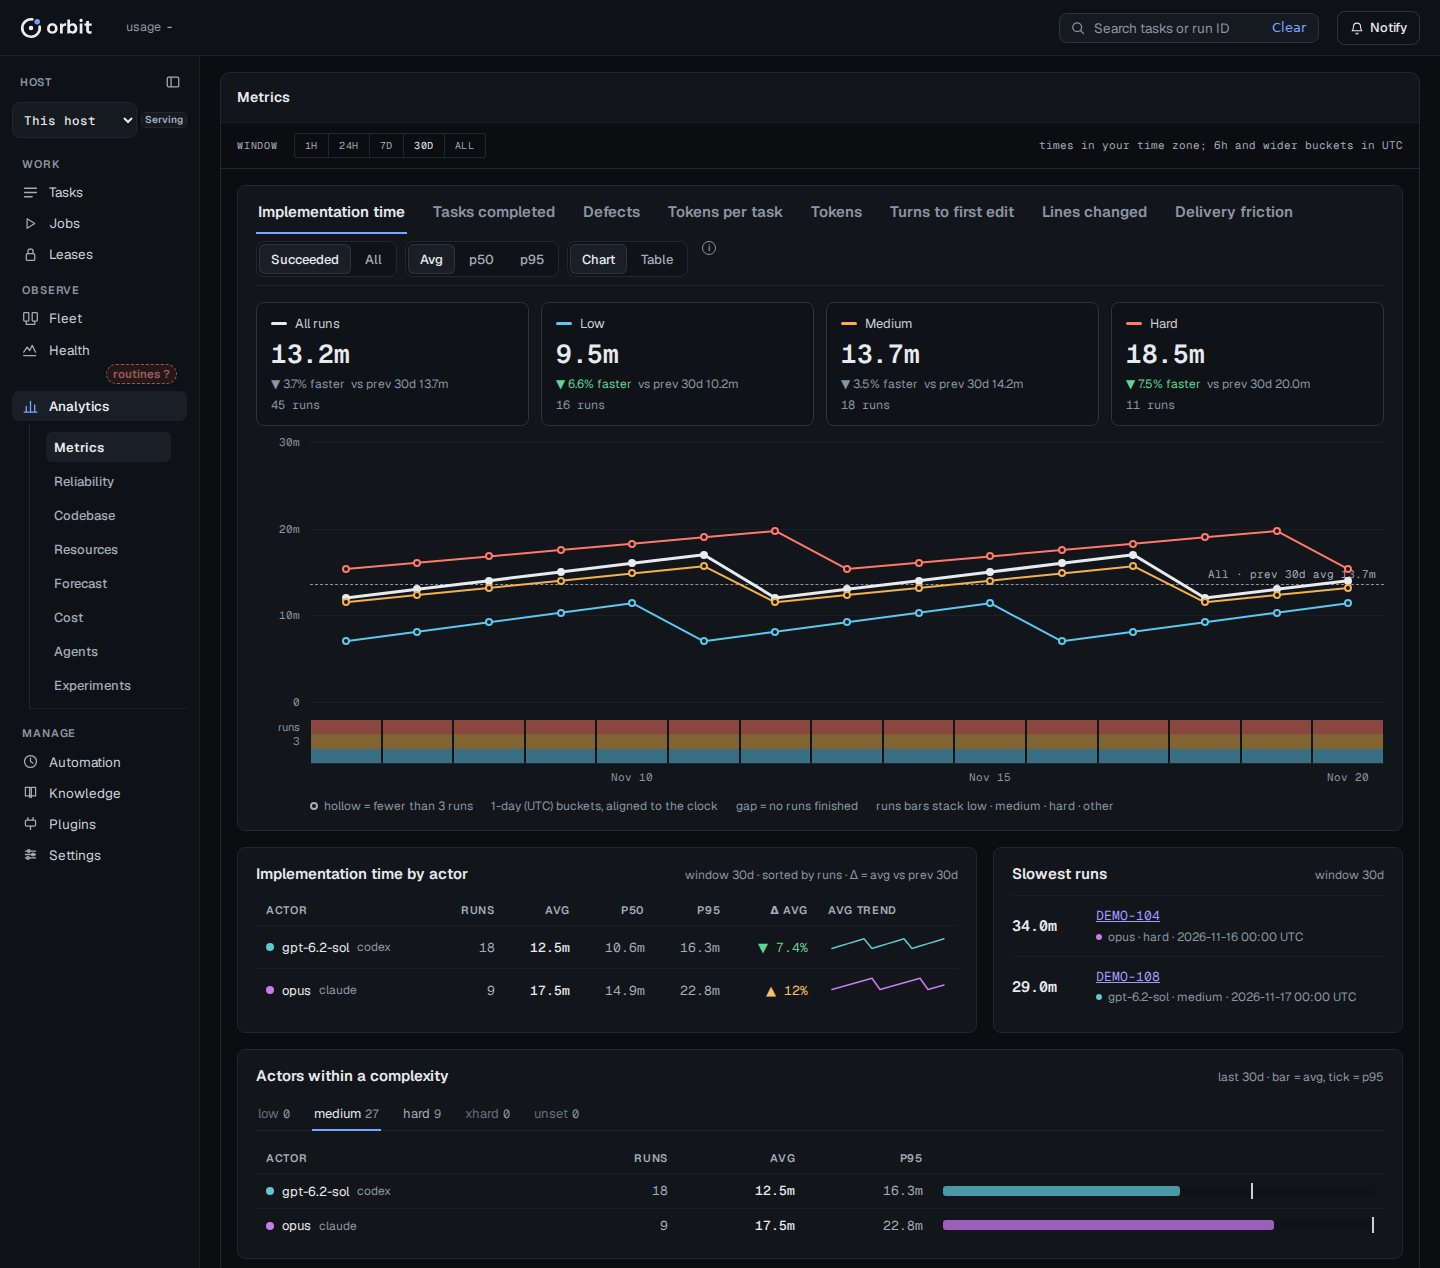 orbit
usage -
Search tasks or run ID
Clear
Notify
HOST
This host
Serving
WORK
Tasks
Jobs
Leases
OBSERVE
Fleet
Health
routines ?
Analytics
Metrics
Reliability
Codebase
Resources
Forecast
Cost
Agents
Experiments
MANAGE
Automation
Knowledge
Plugins
Settings
Metrics
WINDOW 1H 24H 7D 30D ALL
times in your time zone; 6h and wider buckets in UTC
Implementation time Tasks completed Defects Tokens per task Tokens Turns to first edit Lines changed Delivery friction
Succeeded All Avg p50 p95 Chart Table
All runs
13.2m
▼ 3.7% faster vs prev 30d 13.7m
45 runs
Low
9.5m
▼ 6.6% faster vs prev 30d 10.2m
16 runs
Medium
13.7m
▼ 3.5% faster vs prev 30d 14.2m
18 runs
Hard
18.5m
▼ 7.5% faster vs prev 30d 20.0m
11 runs
30m
20m
All · prev 30d avg 13.7m
10m
0
runs
3
Nov 10 Nov 15 Nov 20
hollow = fewer than 3 runs 1-day (UTC) buckets, aligned to the clock gap = no runs finished runs bars stack low · medium · hard · other
Implementation time by actor
window 30d · sorted by runs · Δ = avg vs prev 30d
ACTOR RUNS AVG P50 P95 Δ AVG AVG TREND
gpt-6.2-sol codex 18 12.5m 10.6m 16.3m ▼ 7.4%
opus claude 9 17.5m 14.9m 22.8m ▲ 12%
Slowest runs
window 30d
34.0m
DEMO-104
opus · hard · 2026-11-16 00:00 UTC
29.0m
DEMO-108
gpt-6.2-sol · medium · 2026-11-17 00:00 UTC
Actors within a complexity
last 30d · bar = avg, tick = p95
low 0 medium 27 hard 9 xhard 0 unset 0
ACTOR RUNS AVG P95
gpt-6.2-sol codex 18 12.5m 16.3m
opus claude 9 17.5m 22.8m